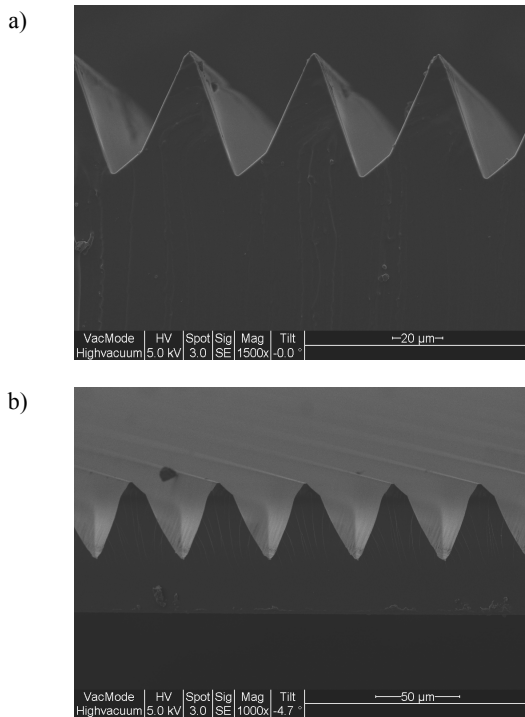 a)
VacMode HV Spot Sig Mag Tilt
Highvacuum 5.0 kV 3.0 SE 1500x -0.0 ° 20 µm
b)
VacMode HV Spot Sig Mag Tilt
Highvacuum 5.0 kV 3.0 SE 1000x -4.7 ° 50 µm